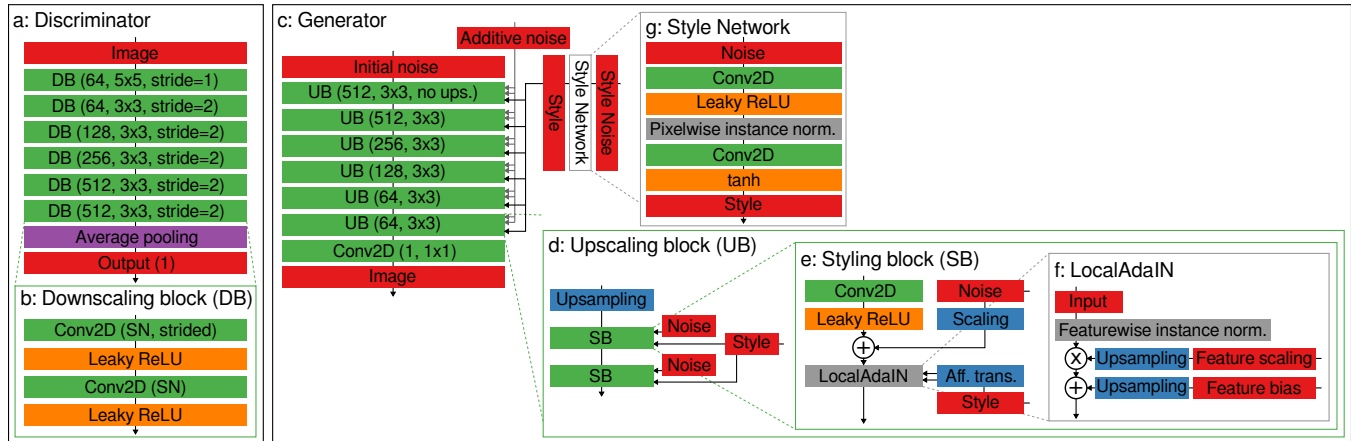 a: Discriminator
Image
DB (64, 5x5, stride=1)
DB (64, 3x3, stride=2)
DB (128, 3x3, stride=2)
DB (256, 3x3, stride=2)
DB (512, 3x3, stride=2)
DB (512, 3x3, stride=2)
Average pooling
Output (1)
b: Downscaling block (DB)
Conv2D (SN, strided)
Leaky ReLU
Conv2D (SN)
Leaky ReLU
c: Generator
Additive noise
Initial noise
UB (512, 3x3, no ups.)
UB (512, 3x3)
UB (256, 3x3)
UB (128, 3x3)
UB (64, 3x3)
UB (64, 3x3)
Conv2D (1, 1x1)
Image
Style
Style Network
Style Noise
g: Style Network
Noise
Conv2D
Leaky ReLU
Pixelwise instance norm.
Conv2D
tanh
Style
d: Upscaling block (UB)
Upsampling
SB
Noise
Style
SB
Noise
e: Styling block (SB)
Conv2D
Leaky ReLU
+
LocalAdaIN
Noise
Scaling
Aff. trans.
Style
f: LocalAdaIN
Input
Featurewise instance norm.
x Upsampling Feature scaling
+ Upsampling Feature bias